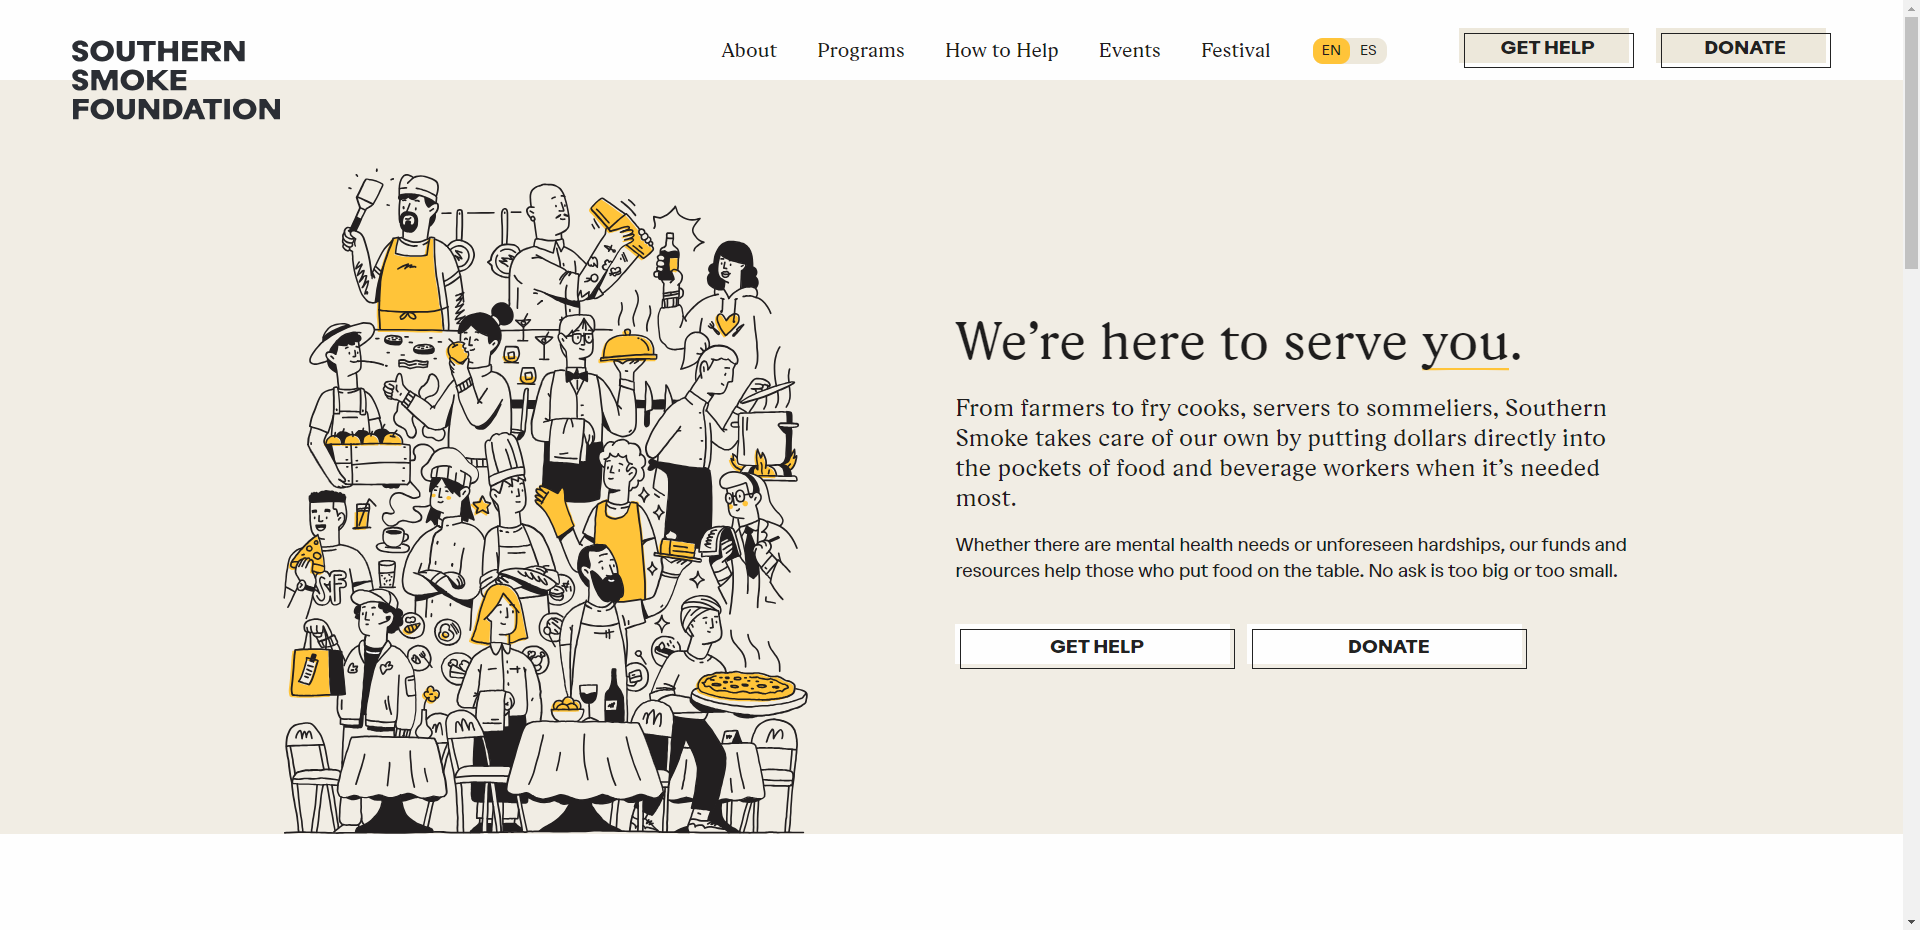 SOUTHERN
SMOKE
FOUNDATION
About Programs How to Help Events Festival EN ES GET HELP DONATE
We’re here to serve you.
From farmers to fry cooks, servers to sommeliers, Southern
Smoke takes care of our own by putting dollars directly into
the pockets of food and beverage workers when it’s needed
most.
Whether there are mental health needs or unforeseen hardships, our funds and
resources help those who put food on the table. No ask is too big or too small.
GET HELP DONATE
SF